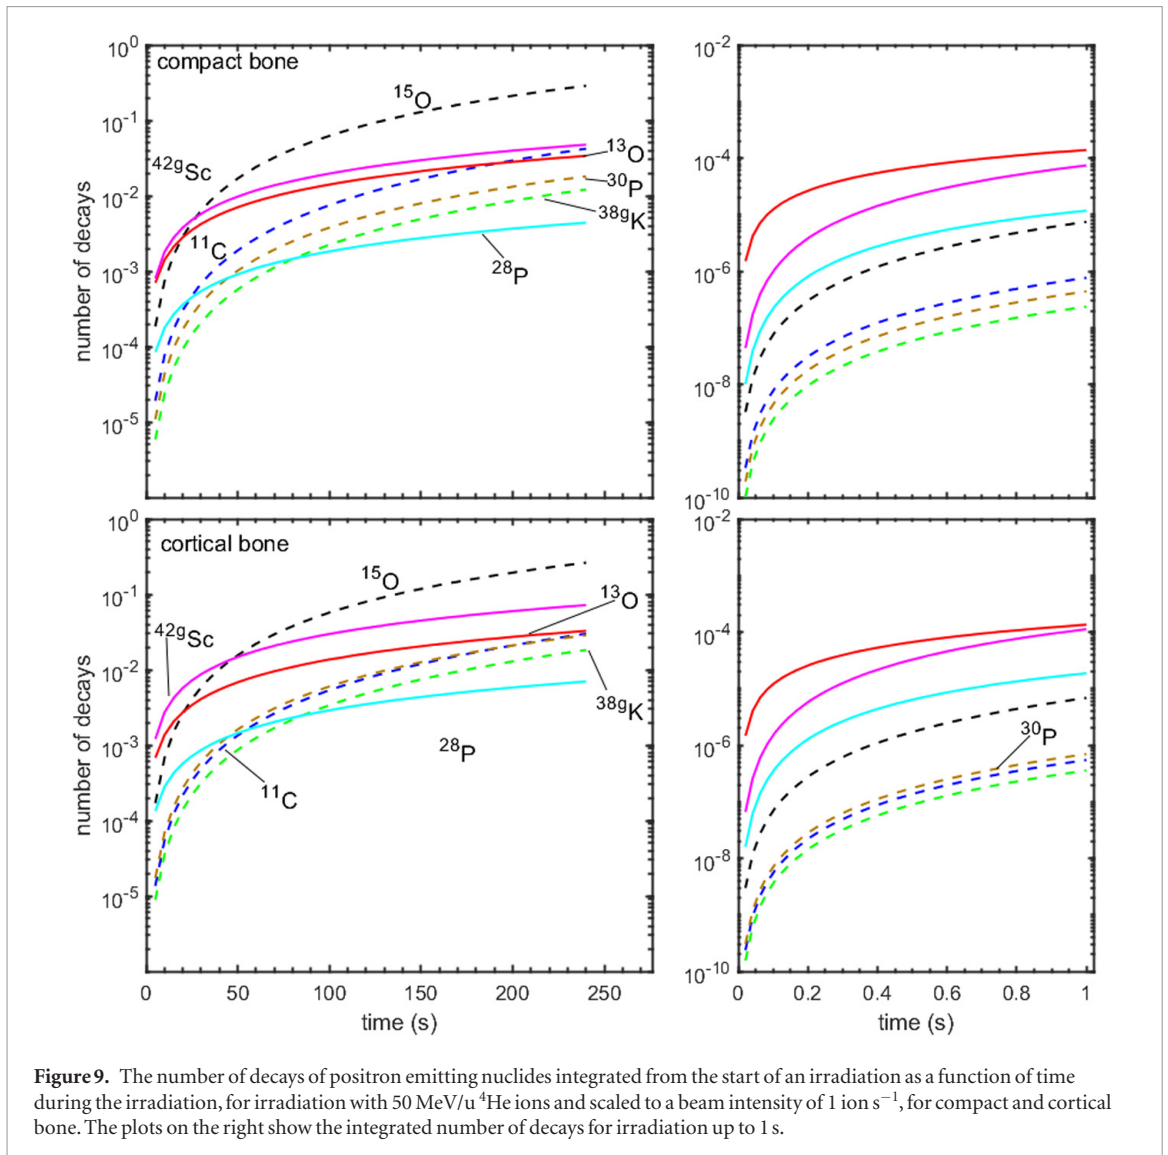 10⁰
10⁻¹
10⁻²
10⁻³
10⁻⁴
10⁻⁵
number of decays
compact bone
¹⁵O
⁴²ᵍSc
¹³O
³⁰P
³⁸ᵍK
¹¹C
²⁸P
10⁻²
10⁻⁴
10⁻⁶
10⁻⁸
10⁻¹⁰
10⁰
10⁻¹
10⁻²
10⁻³
10⁻⁴
10⁻⁵
number of decays
cortical bone
¹⁵O
¹³O
⁴²ᵍSc
³⁸ᵍK
²⁸P
¹¹C
0 50 100 150 200 250
time (s)
10⁻²
10⁻⁴
10⁻⁶
10⁻⁸
10⁻¹⁰
³⁰P
0 0.2 0.4 0.6 0.8 1
time (s)
Figure 9. The number of decays of positron emitting nuclides integrated from the start of an irradiation as a function of time
during the irradiation, for irradiation with 50 MeV/u ⁴He ions and scaled to a beam intensity of 1 ion s⁻¹, for compact and cortical
bone. The plots on the right show the integrated number of decays for irradiation up to 1 s.